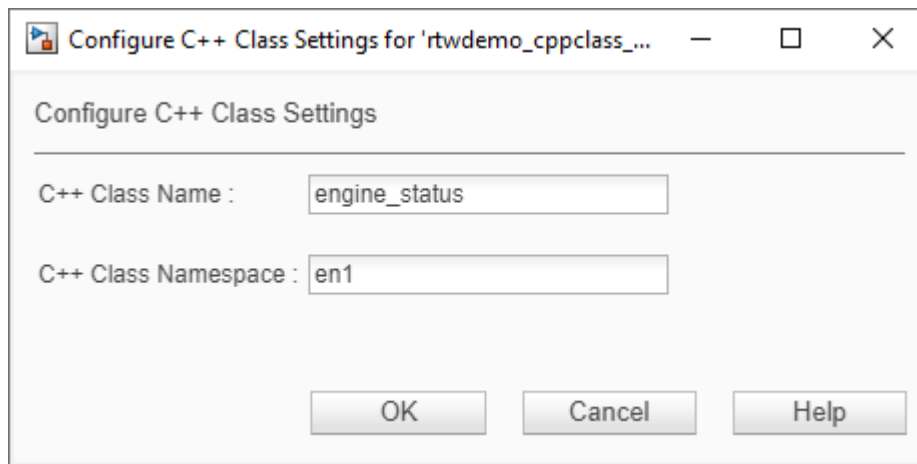 Configure C++ Class Settings for 'rtwdemo_cppclass_...
Configure C++ Class Settings
C++ Class Name : engine_status
C++ Class Namespace : en1
OK Cancel Help